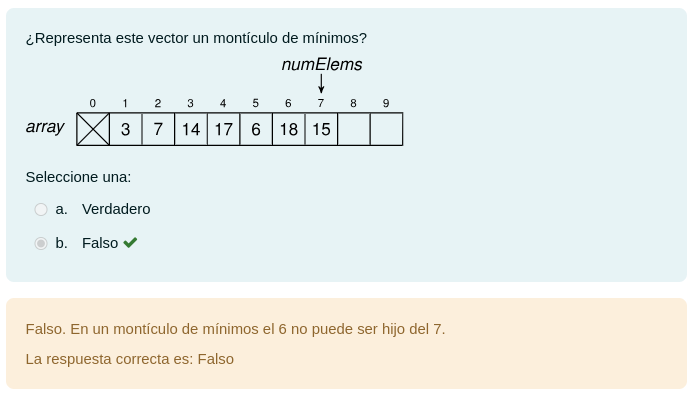 ¿Representa este vector un montículo de mínimos?
numElems
0 1 2 3 4 5 6 7 8 9
array 3 7 14 17 6 18 15
Seleccione una:
a. Verdadero
b. Falso
Falso. En un montículo de mínimos el 6 no puede ser hijo del 7.
La respuesta correcta es: Falso